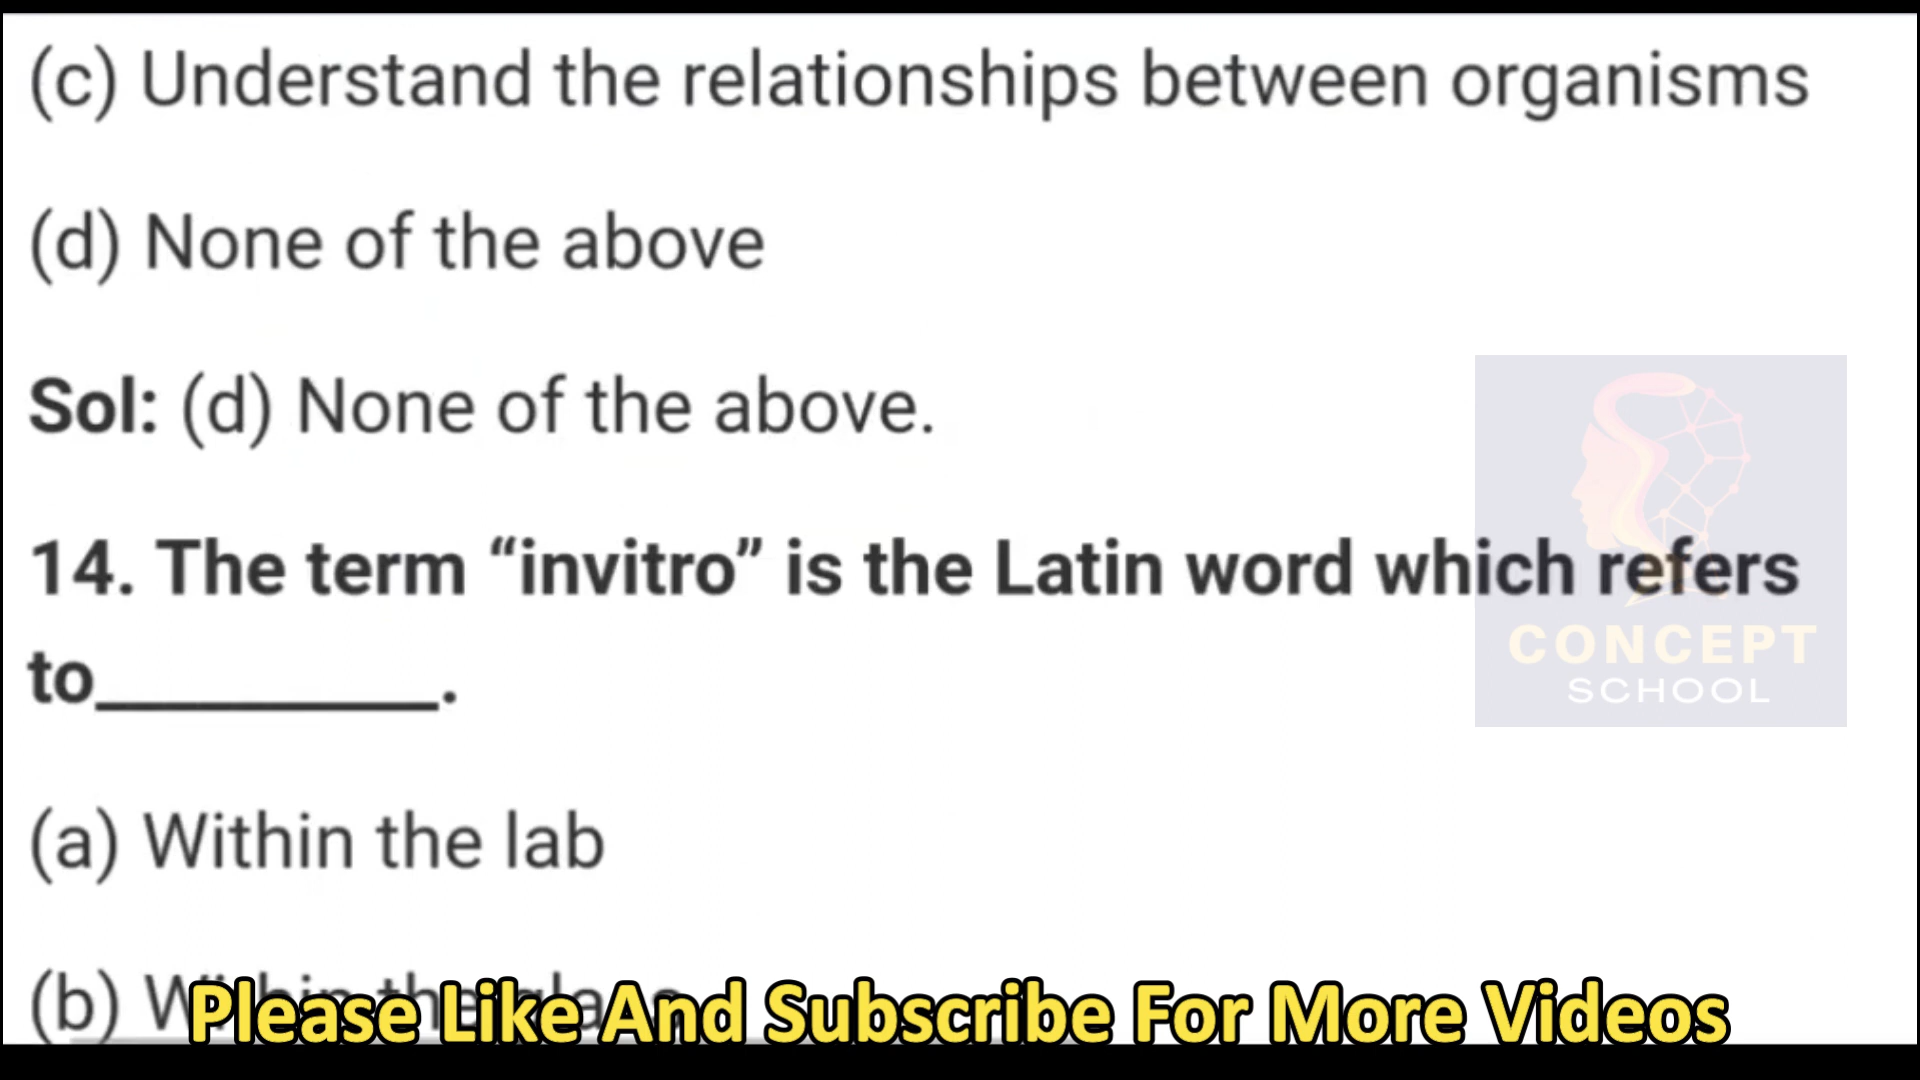 (c) Understand the relationships between organisms
(d) None of the above
Sol: (d) None of the above.
14. The term “invitro” is the Latin word which refers
to__________.
CONCEPT
SCHOOL
(a) Within the lab
(b)
Please Like And Subscribe For More Videos